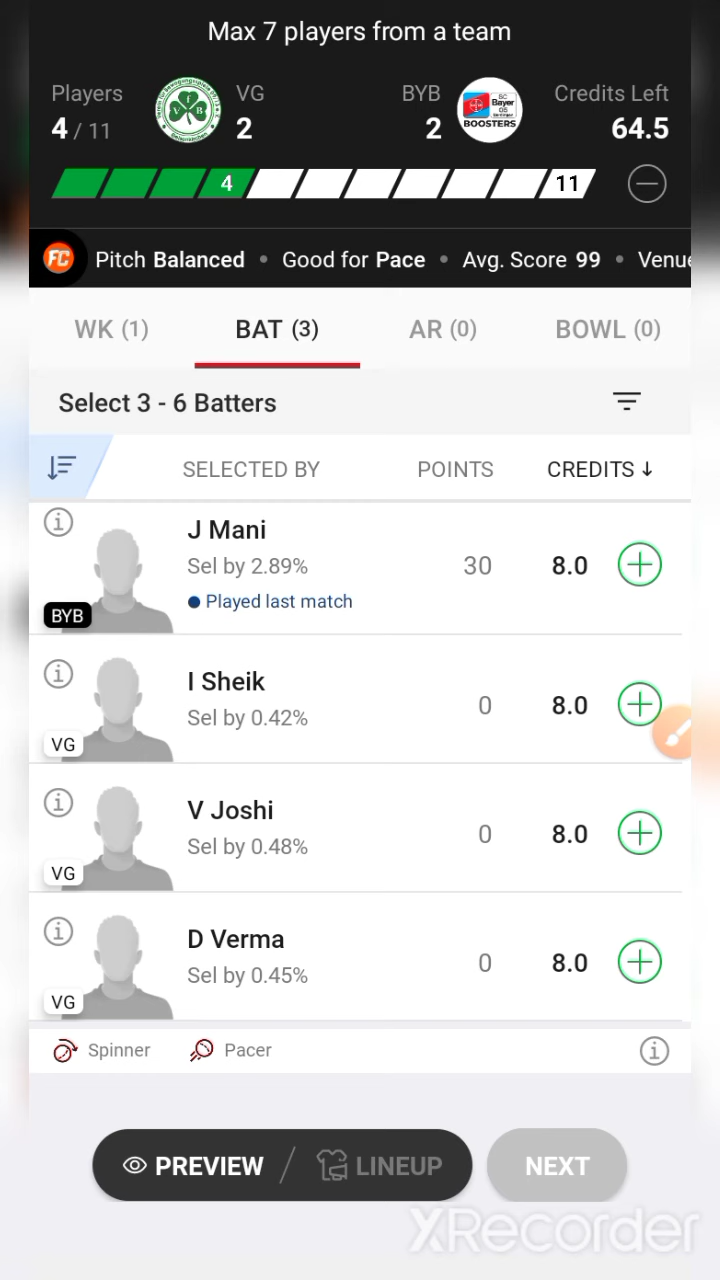 Max 7 players from a team
Players VG BYB Credits Left
4 / 11 2 2 64.5
BOOSTERS
4 11
FC Pitch Balanced • Good for Pace • Avg. Score 99 • Venue
WK (1) BAT (3) AR (0) BOWL (0)
Select 3 - 6 Batters
SELECTED BY POINTS CREDITS ↓
J Mani
Sel by 2.89% 30 8.0
Played last match
BYB
I Sheik
Sel by 0.42% 0 8.0
VG
V Joshi
Sel by 0.48% 0 8.0
VG
D Verma
Sel by 0.45% 0 8.0
VG
Spinner Pacer
PREVIEW / LINEUP NEXT
XRecorder